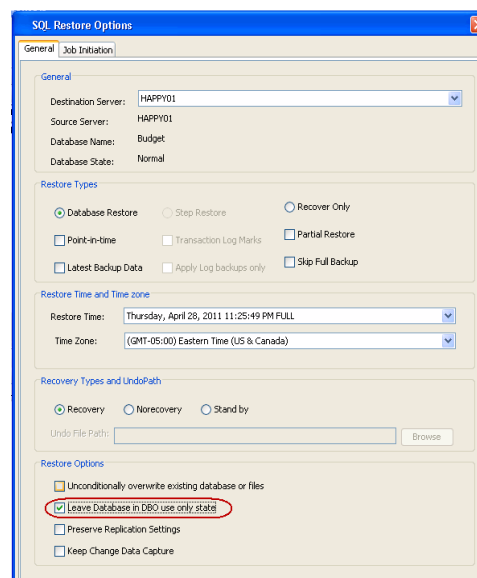 SQL Restore Options
General Job Initiation
General
Destination Server: HAPPY01
Source Server: HAPPY01
Database Name: Budget
Database State: Normal
Restore Types
Database Restore Step Restore Recover Only
Point-in-time Transaction Log Marks Partial Restore
Latest Backup Data Apply Log backups only Skip Full Backup
Restore Time and Time zone
Restore Time: Thursday, April 28, 2011 11:25:49 PM FULL
Time Zone: (GMT-05:00) Eastern Time (US & Canada)
Recovery Types and UndoPath
Recovery Norecovery Stand by
Undo File Path: Browse
Restore Options
Unconditionally overwrite existing database or files
Leave Database in DBO use only state
Preserve Replication Settings
Keep Change Data Capture